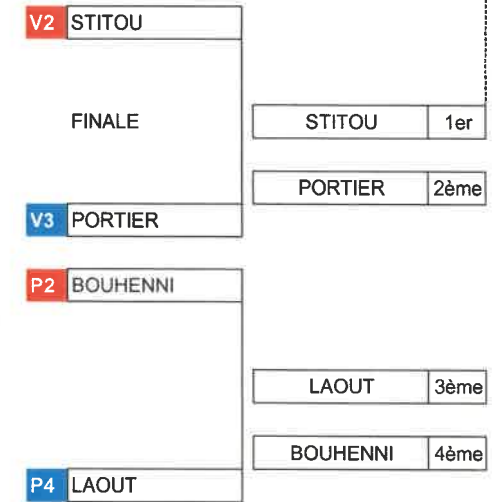 V2 STITOU
FINALE
STITOU 1er
PORTIER 2ème
V3 PORTIER
P2 BOUHENNI
LAOUT 3ème
BOUHENNI 4ème
P4 LAOUT